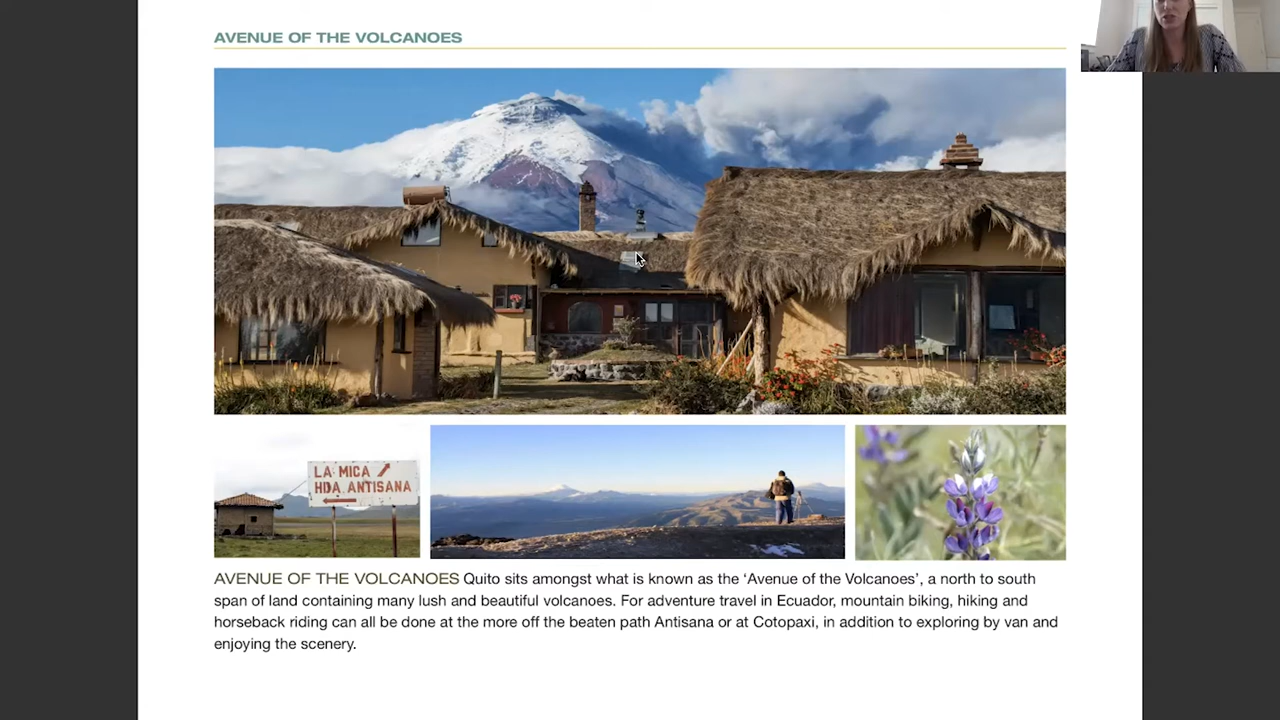 AVENUE OF THE VOLCANOES
LA MICA
HDA ANTISANA
AVENUE OF THE VOLCANOES Quito sits amongst what is known as the ‘Avenue of the Volcanoes’, a north to south
span of land containing many lush and beautiful volcanoes. For adventure travel in Ecuador, mountain biking, hiking and
horseback riding can all be done at the more off the beaten path Antisana or at Cotopaxi, in addition to exploring by van and
enjoying the scenery.